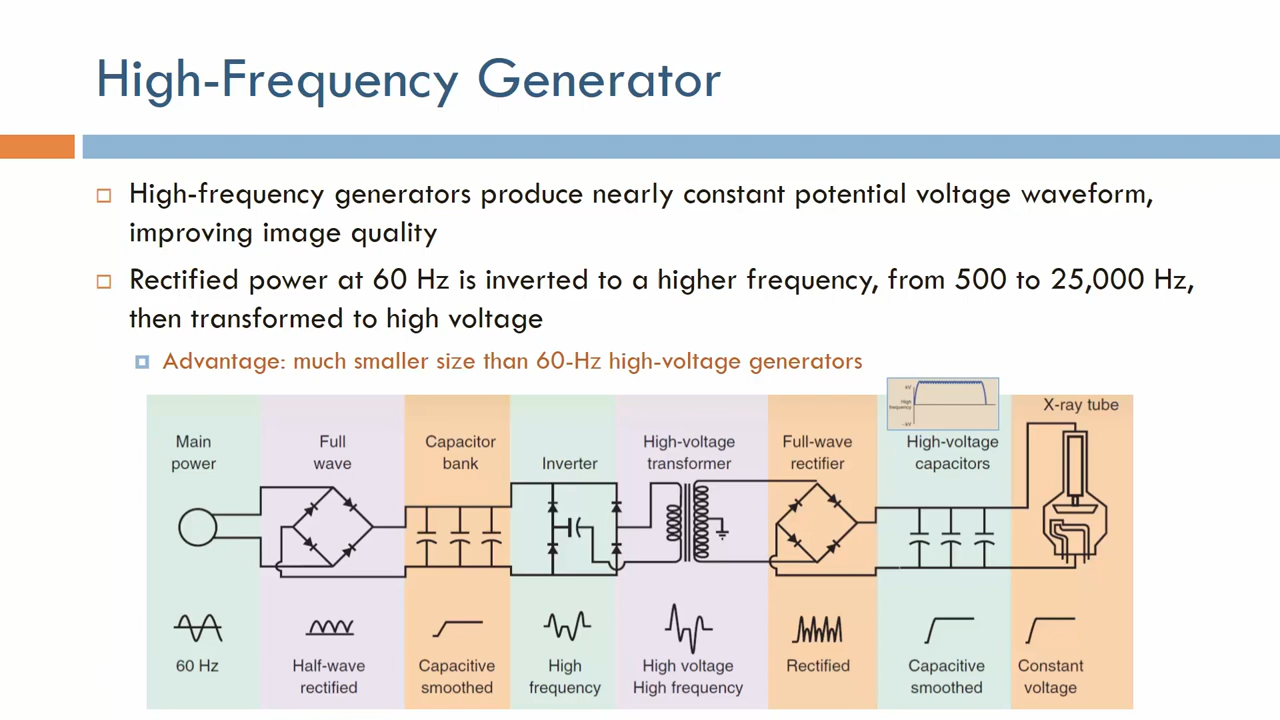 High-Frequency Generator
High-frequency generators produce nearly constant potential voltage waveform,
improving image quality
Rectified power at 60 Hz is inverted to a higher frequency, from 500 to 25,000 Hz,
then transformed to high voltage
Advantage: much smaller size than 60-Hz high-voltage generators
kV
High
frequency
-kV
X-ray tube
Main
power
Full
wave
Capacitor
bank
Inverter
High-voltage
transformer
Full-wave
rectifier
High-voltage
capacitors
60 Hz
Half-wave
rectified
Capacitive
smoothed
High
frequency
High voltage
High frequency
Rectified
Capacitive
smoothed
Constant
voltage